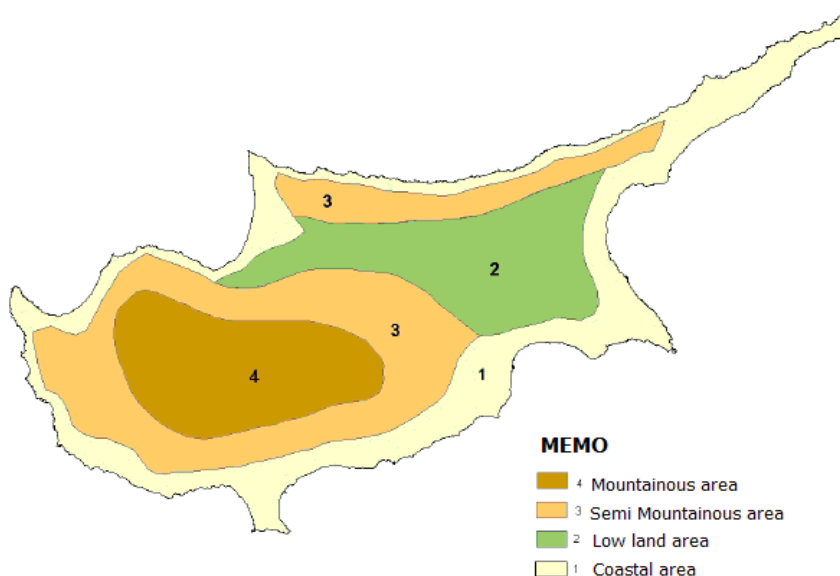 3
2
3
4
1
MEMO
4 Mountainous area
3 Semi Mountainous area
2 Low land area
1 Coastal area